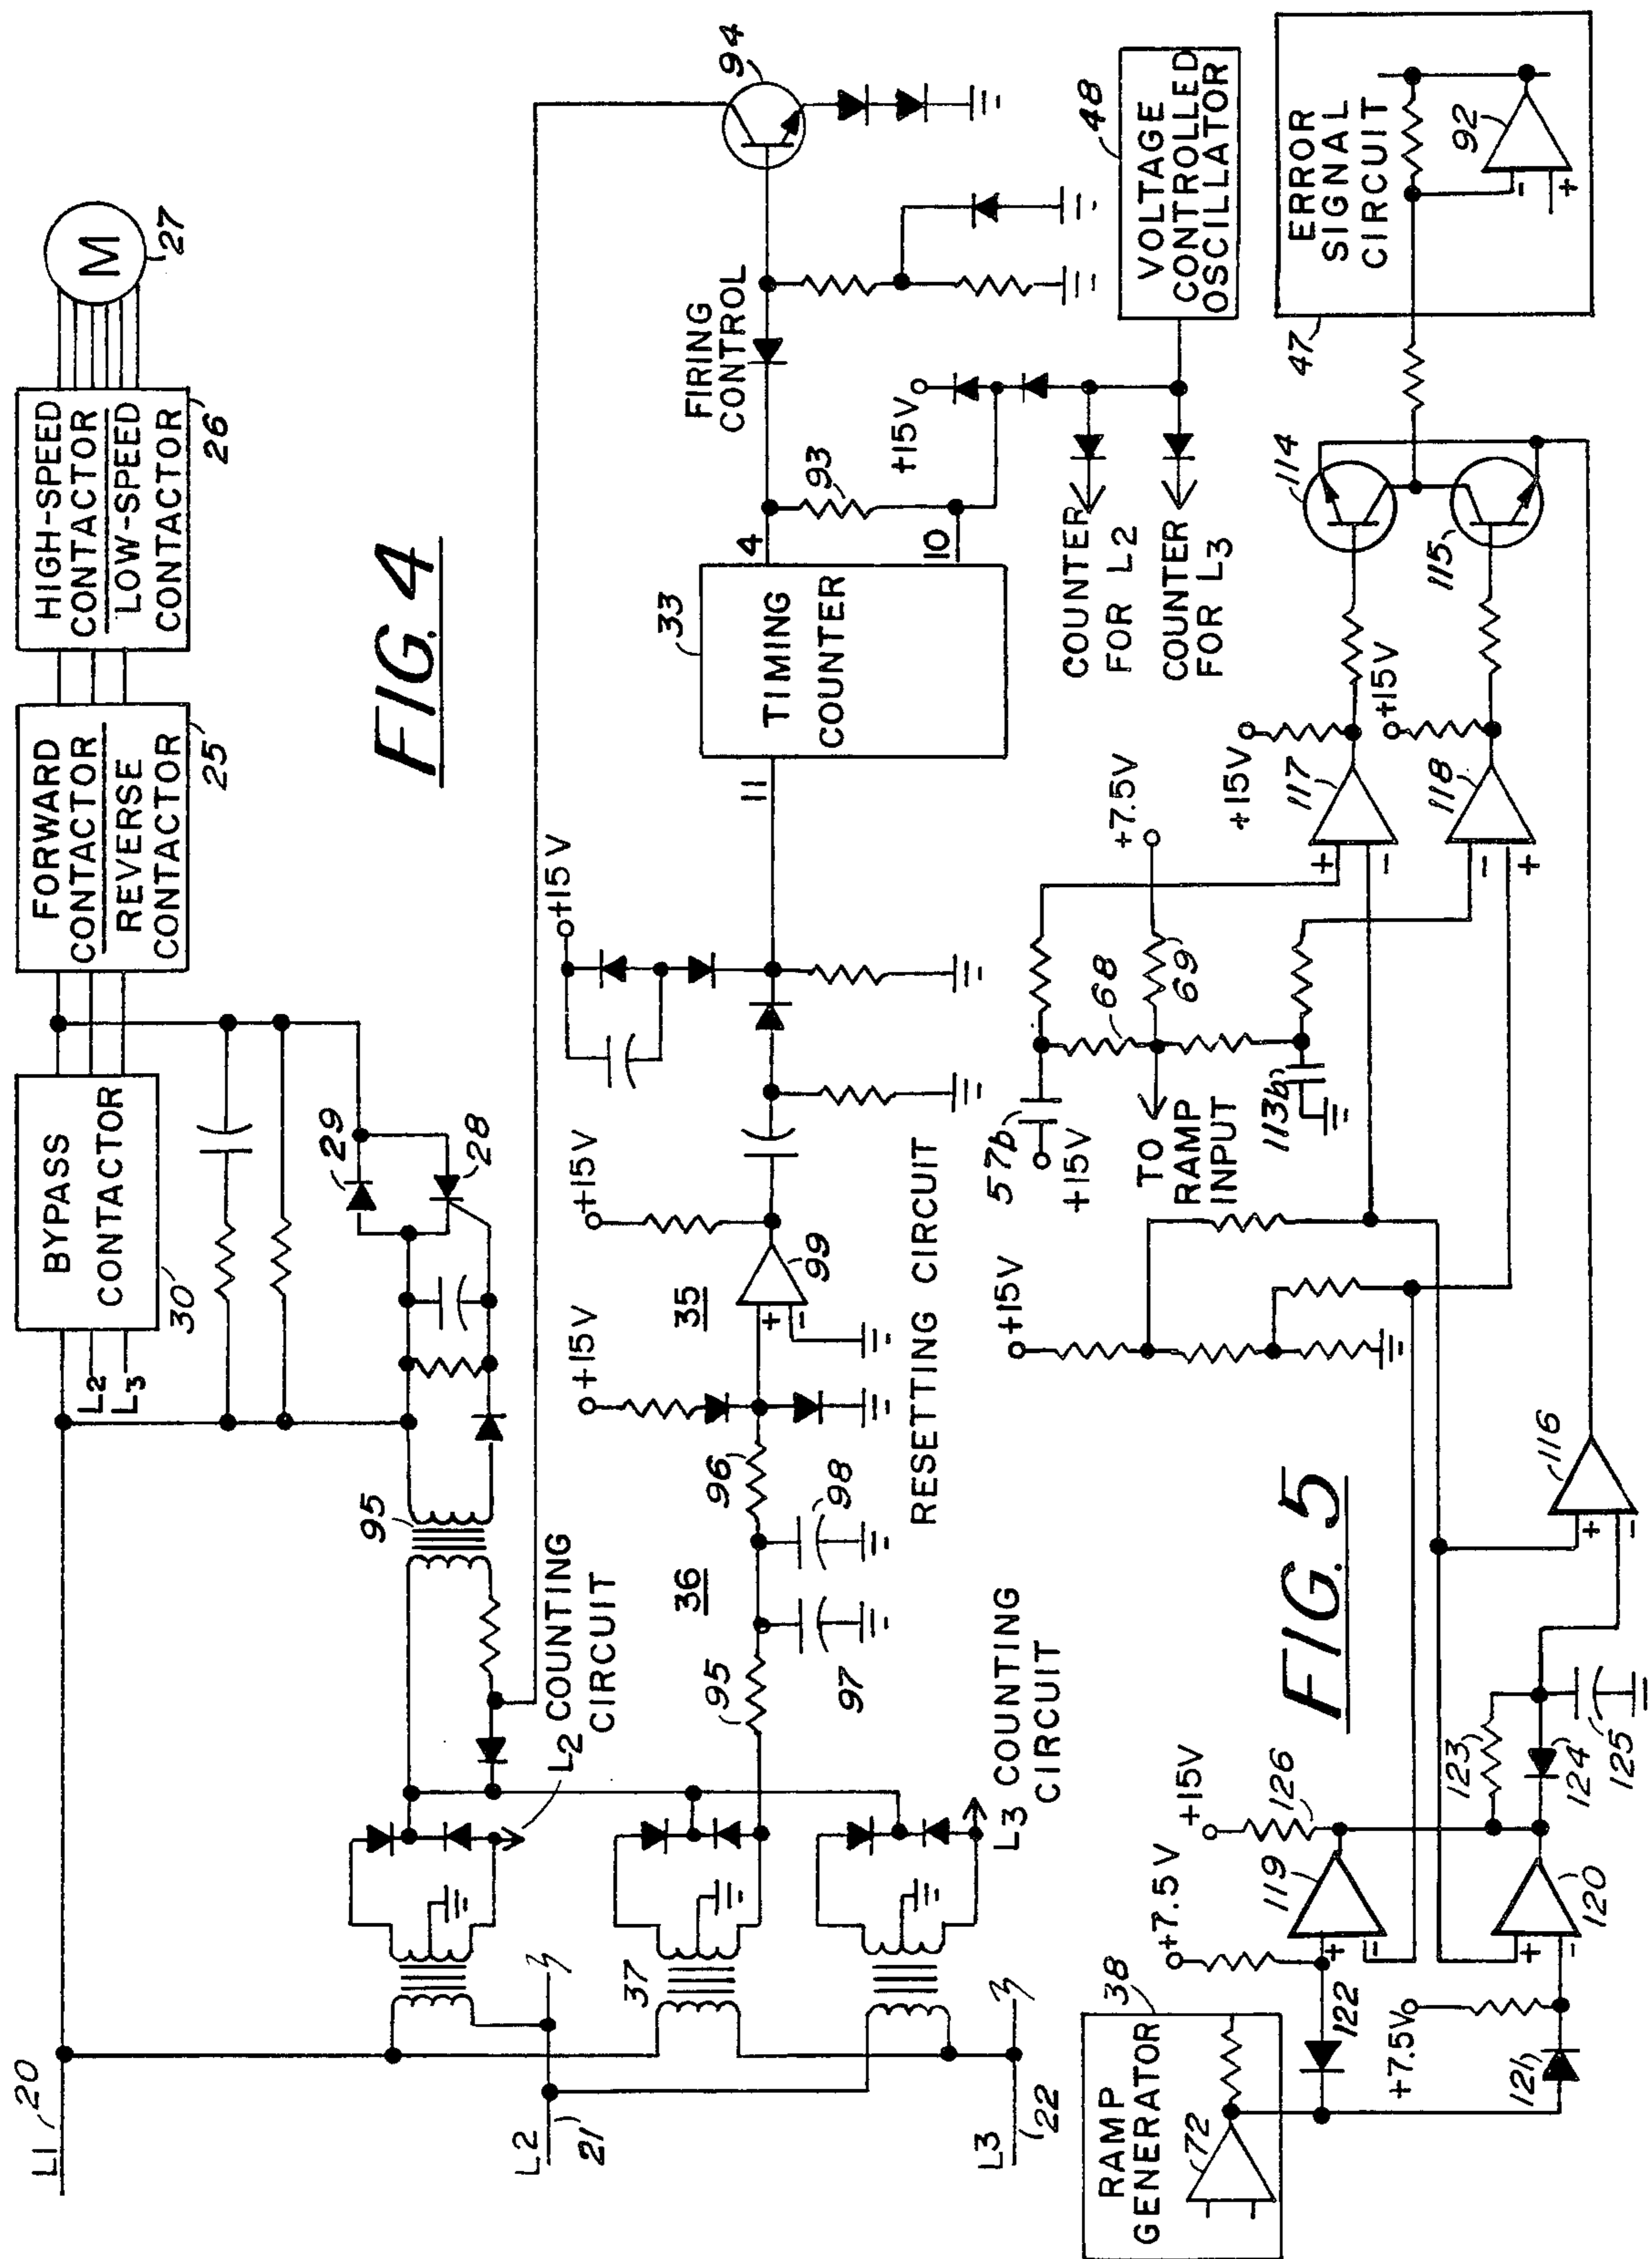 FIG. 4
L1
20
L2
21
L3
22
BYPASS
CONTACTOR
30
L2
L3
FORWARD
CONTACTOR
REVERSE
CONTACTOR
25
HIGH-SPEED
CONTACTOR
LOW-SPEED
CONTACTOR
26
M
27
29
28
95
L2 COUNTING
CIRCUIT
37
L3 COUNTING
CIRCUIT
95
97
36
98
96
+15V
35
+ -
99
+15V
RESETTING CIRCUIT
+15V
11
TIMING
COUNTER
33
4
10
93
FIRING
CONTROL
94
+15V
COUNTER
FOR L2
COUNTER
FOR L3
VOLTAGE
CONTROLLED
OSCILLATOR
48
FIG. 5
RAMP
GENERATOR
38
72
122
121
+7.5V
+7.5V
119
+ -
120
+ -
+15V
126
123
124
125
116
+ -
+15V
57b
+15V
TO
RAMP
INPUT
113b
68
69
+7.5V
117
+ -
+15V
118
- +
+15V
114
115
47
ERROR
SIGNAL
CIRCUIT
92
- +